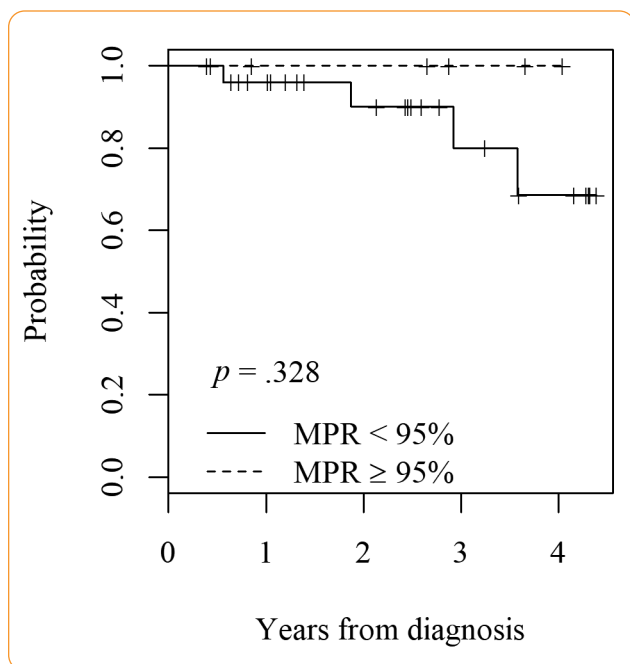 Probability
1.0
0.8
0.6
0.4
0.2
0.0
p = .328
MPR < 95%
MPR ≥ 95%
0 1 2 3 4
Years from diagnosis